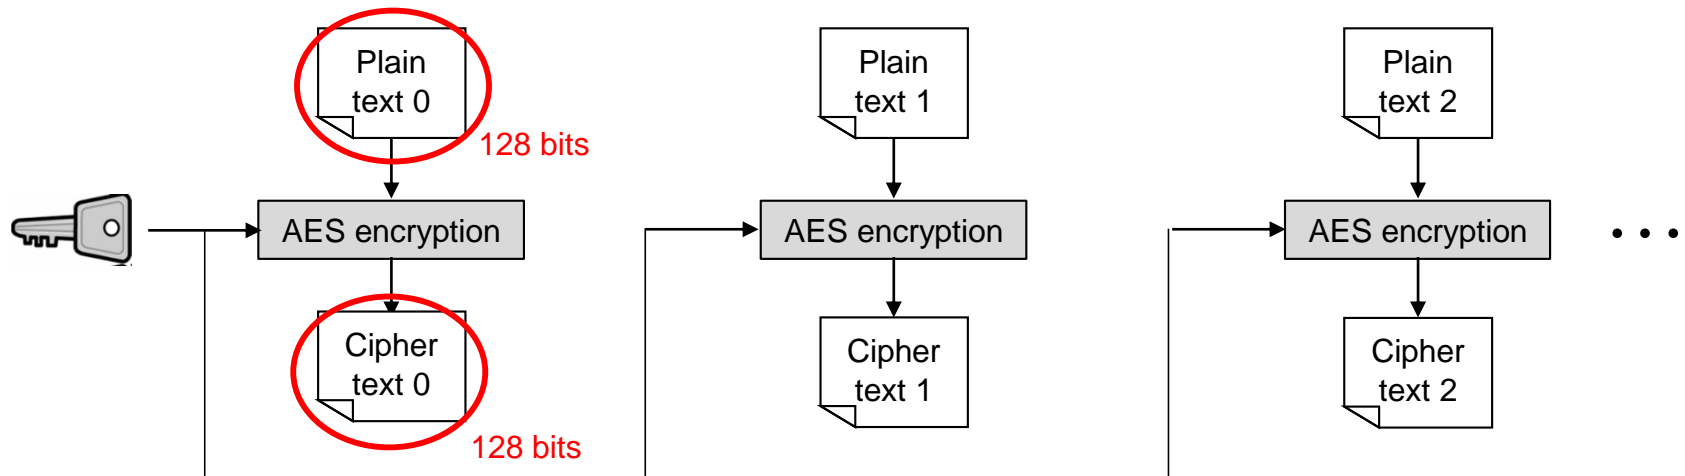 Plain
text 0
128 bits
Plain
text 1
Plain
text 2
AES encryption
AES encryption
AES encryption
• • •
Cipher
text 0
128 bits
Cipher
text 1
Cipher
text 2